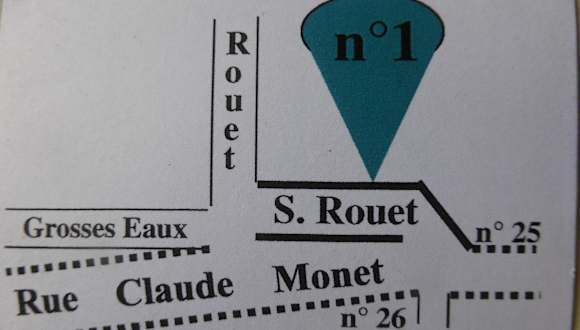 n°1
Rouet
S. Rouet
Grosses Eaux
n° 25
Rue Claude Monet
n° 26